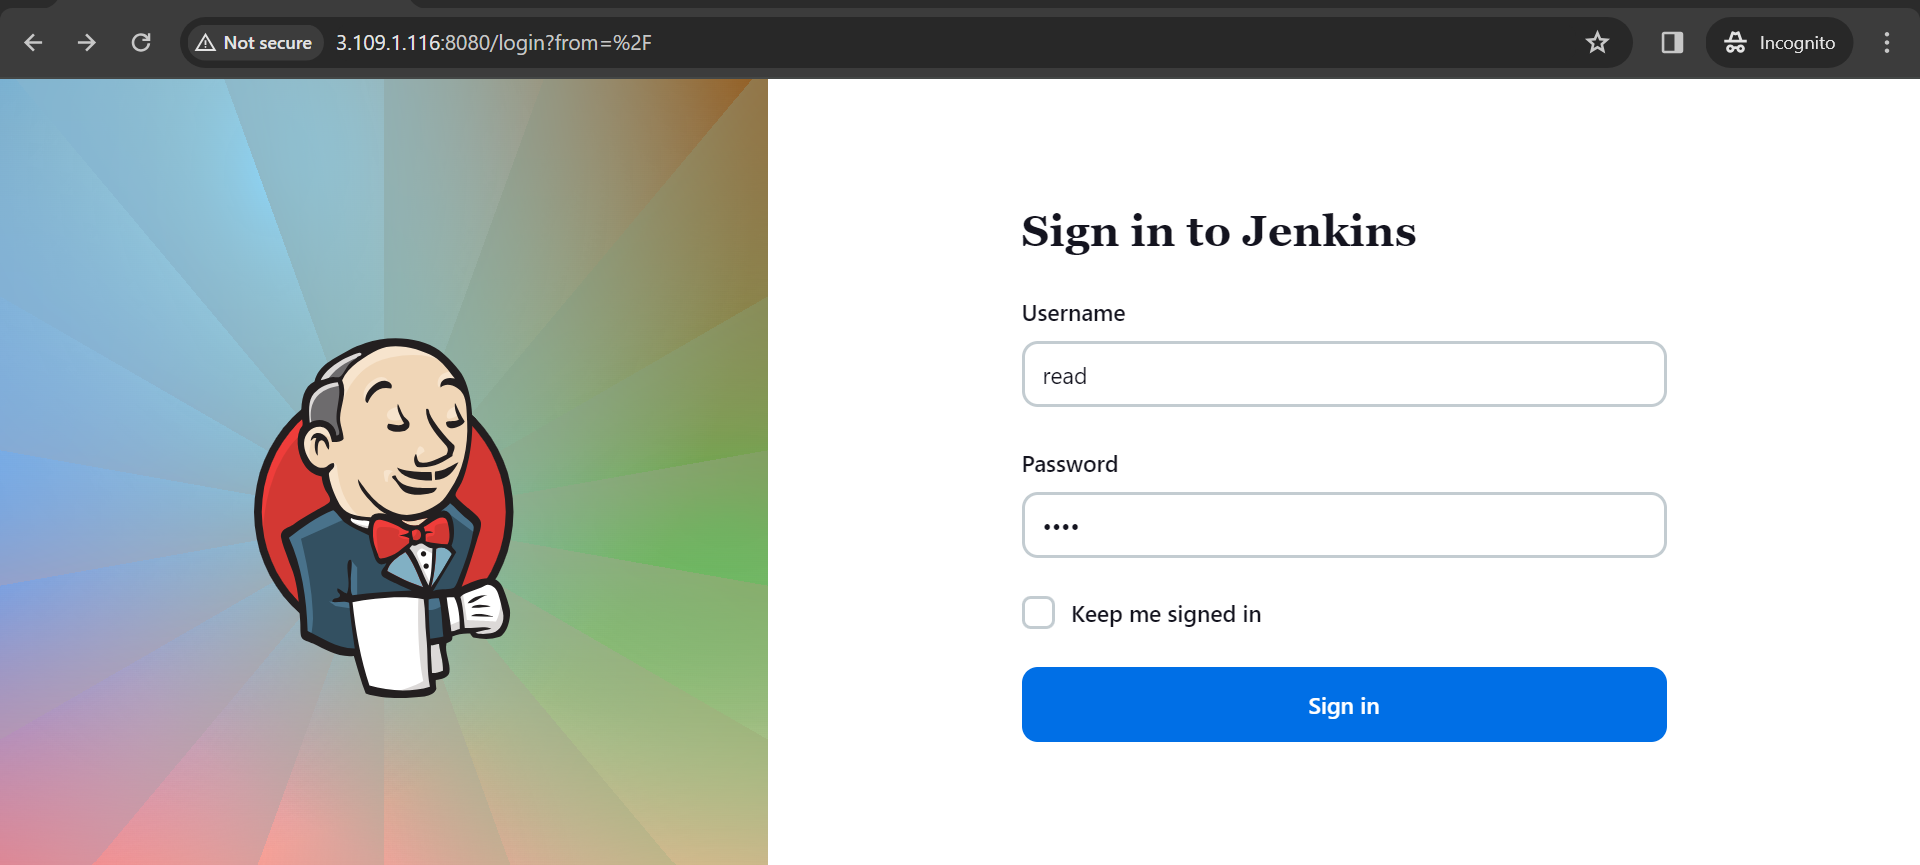 Not secure 3.109.1.116:8080/login?from=%2F Incognito
Sign in to Jenkins
Username
read
Password
••••
Keep me signed in
Sign in